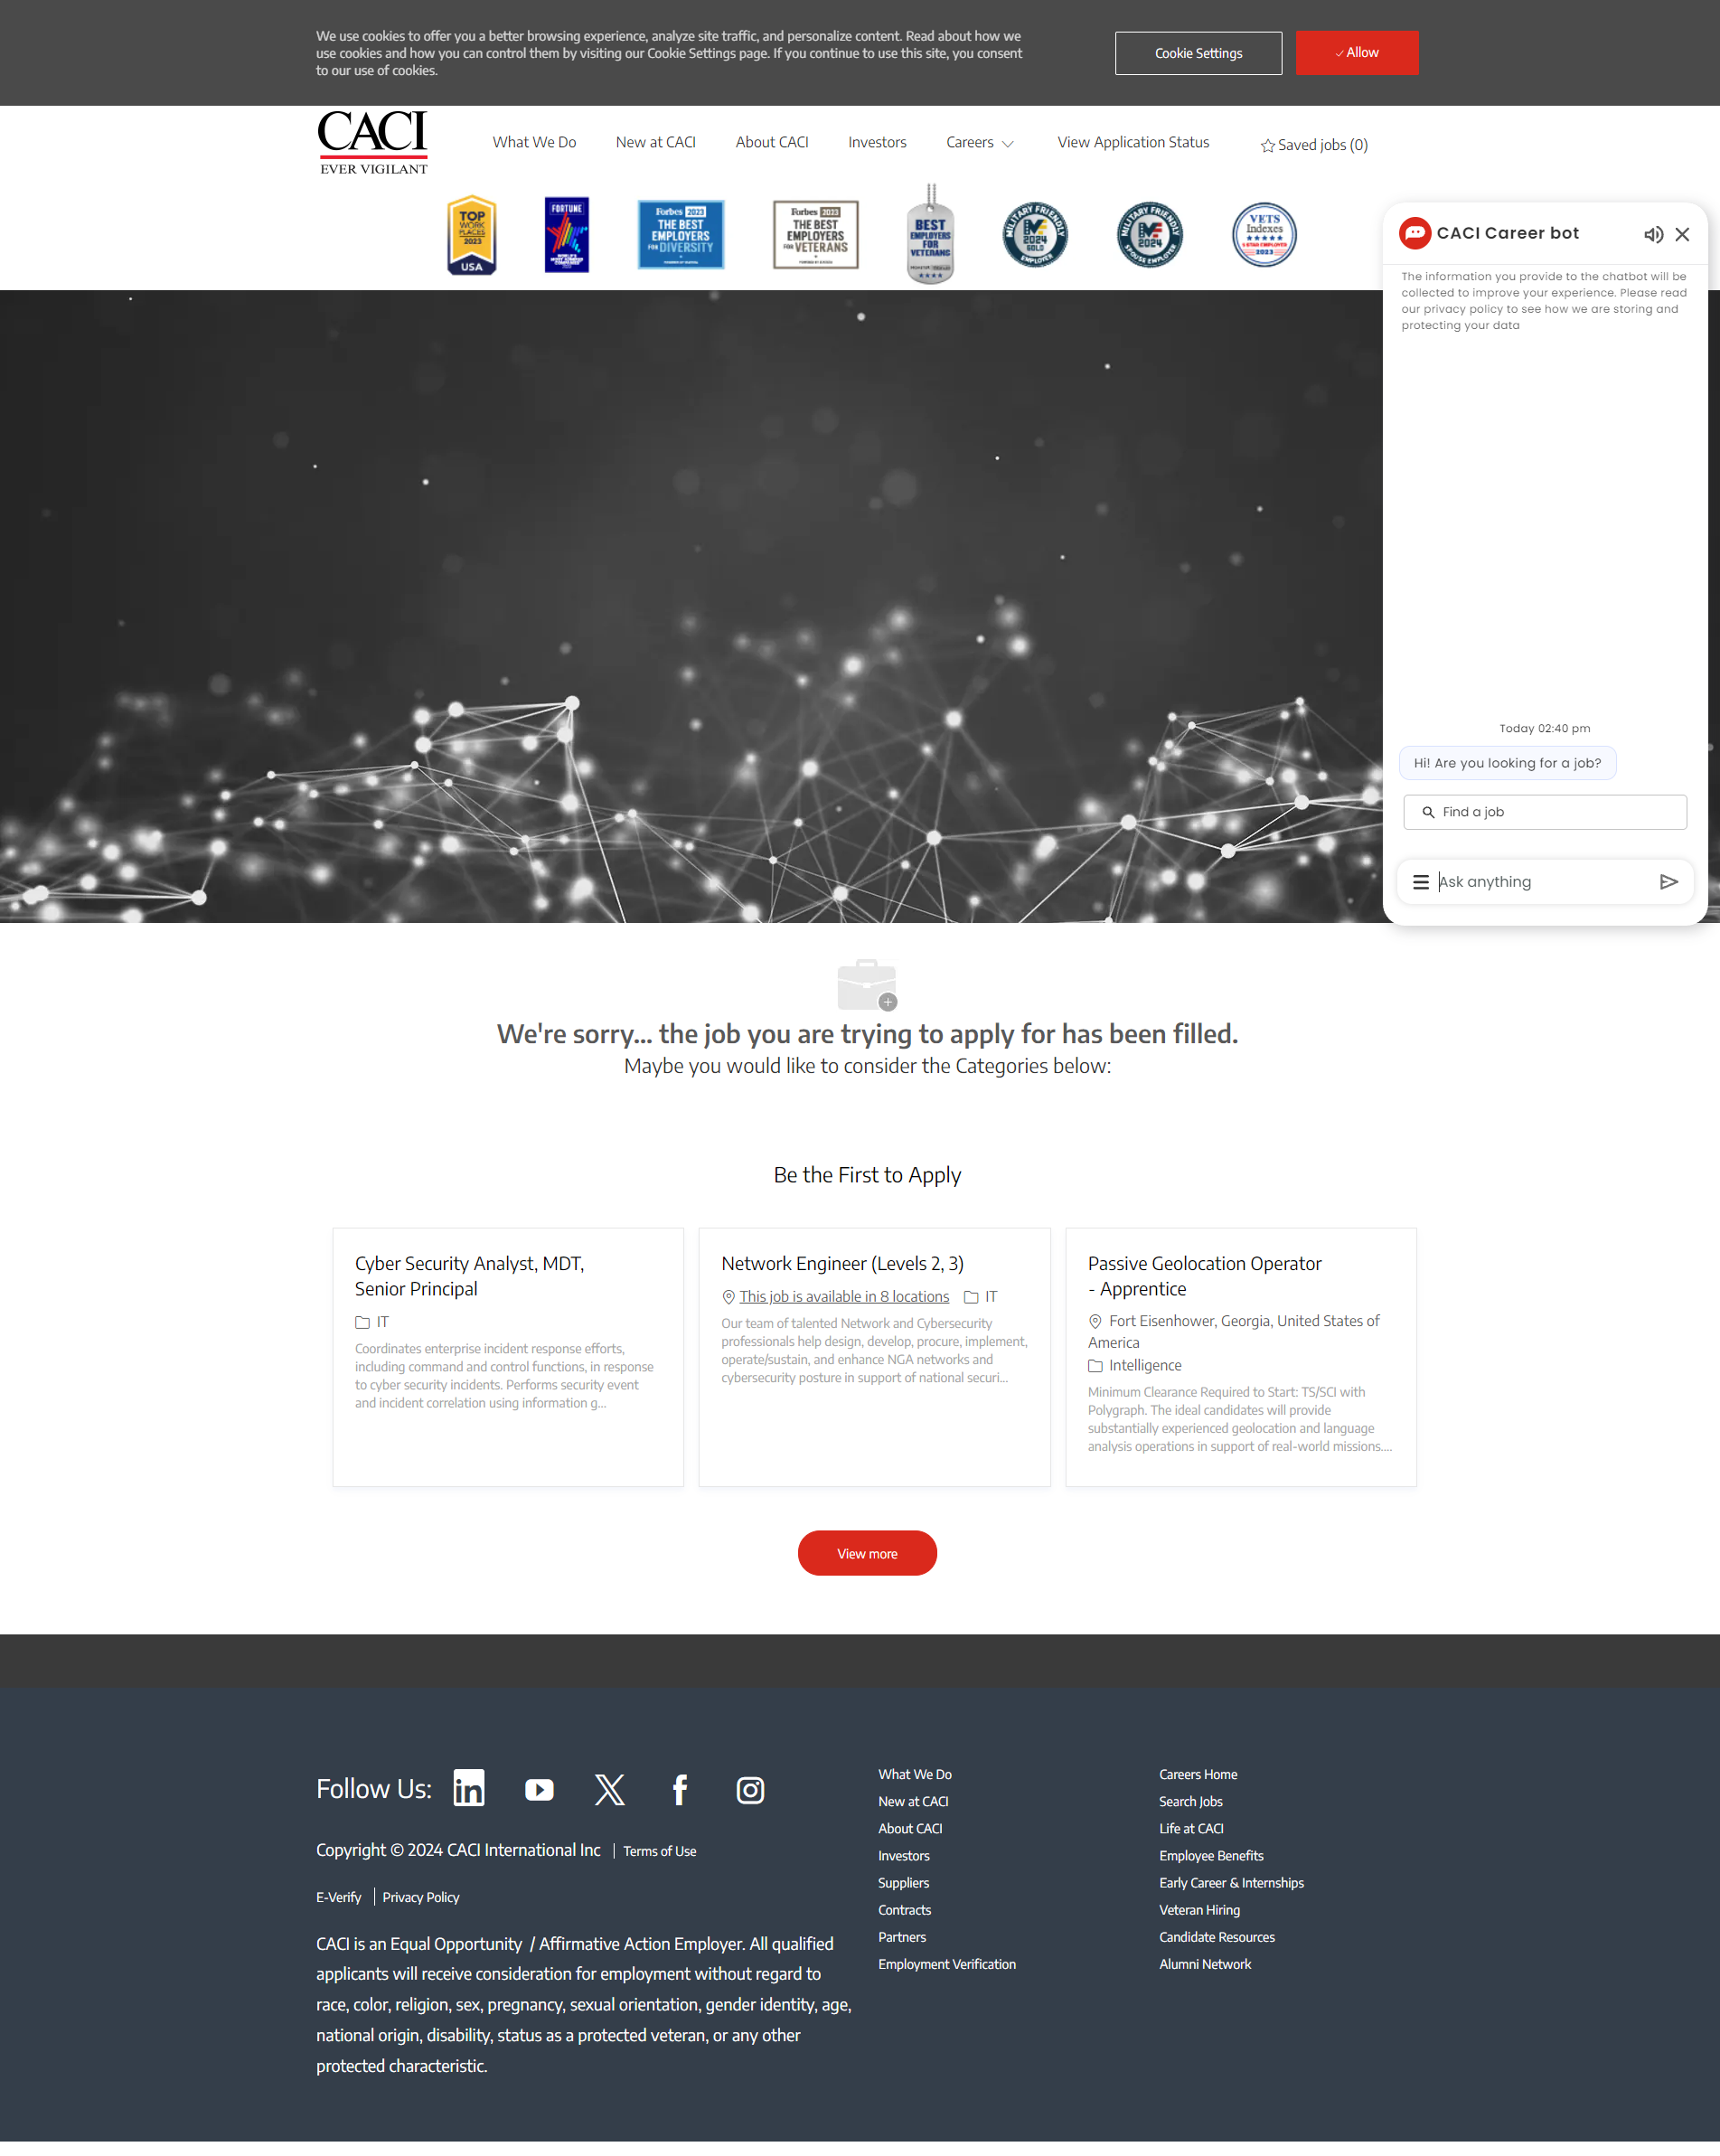 We use cookies to offer you a better browsing experience, analyze site traffic, and personalize content. Read about how we
use cookies and how you can control them by visiting our Cookie Settings page. If you continue to use this site, you consent
to our use of cookies.
Cookie Settings
Allow
CACI
EVER VIGILANT
What We Do
New at CACI
About CACI
Investors
Careers
View Application Status
Saved jobs (0)
TOP
WORK
PLACES
2023
USA
FORTUNE
Forbes 2023
THE BEST
EMPLOYERS
FOR DIVERSITY
Forbes 2023
THE BEST
EMPLOYERS
FOR VETERANS
BEST
EMPLOYERS
FOR
VETERANS
MILITARY FRIENDLY
2024
GOLD
EMPLOYER
MILITARY FRIENDLY
2024
SPOUSE EMPLOYER
VETS
Indexes
5 STAR EMPLOYER
2023
CACI Career bot
The information you provide to the chatbot will be
collected to improve your experience. Please read
our privacy policy to see how we are storing and
protecting your data
Today 02:40 pm
Hi! Are you looking for a job?
Find a job
Ask anything
We're sorry... the job you are trying to apply for has been filled.
Maybe you would like to consider the Categories below:
Be the First to Apply
Cyber Security Analyst, MDT,
Senior Principal
IT
Coordinates enterprise incident response efforts,
including command and control functions, in response
to cyber security incidents. Performs security event
and incident correlation using information g...
Network Engineer (Levels 2, 3)
This job is available in 8 locations
IT
Our team of talented Network and Cybersecurity
professionals help design, develop, procure, implement,
operate/sustain, and enhance NGA networks and
cybersecurity posture in support of national securi...
Passive Geolocation Operator
- Apprentice
Fort Eisenhower, Georgia, United States of
America
Intelligence
Minimum Clearance Required to Start: TS/SCI with
Polygraph. The ideal candidates will provide
substantially experienced geolocation and language
analysis operations in support of real-world missions....
View more
Follow Us:
Copyright © 2024 CACI International Inc | Terms of Use
E-Verify | Privacy Policy
CACI is an Equal Opportunity / Affirmative Action Employer. All qualified
applicants will receive consideration for employment without regard to
race, color, religion, sex, pregnancy, sexual orientation, gender identity, age,
national origin, disability, status as a protected veteran, or any other
protected characteristic.
What We Do
New at CACI
About CACI
Investors
Suppliers
Contracts
Partners
Employment Verification
Careers Home
Search Jobs
Life at CACI
Employee Benefits
Early Career & Internships
Veteran Hiring
Candidate Resources
Alumni Network